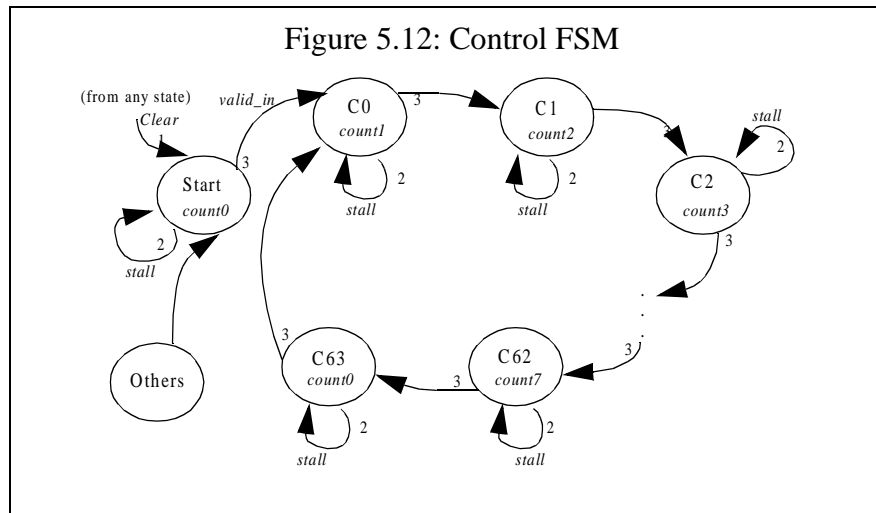 Figure 5.12: Control FSM
(from any state)
Clear
1
valid_in
3
Start
count0
2
stall
Others
C0
count1
3
2
stall
C1
count2
3
2
stall
C2
count3
stall
2
3
.
.
.
3
C62
count7
3
2
stall
C63
count0
3
2
stall